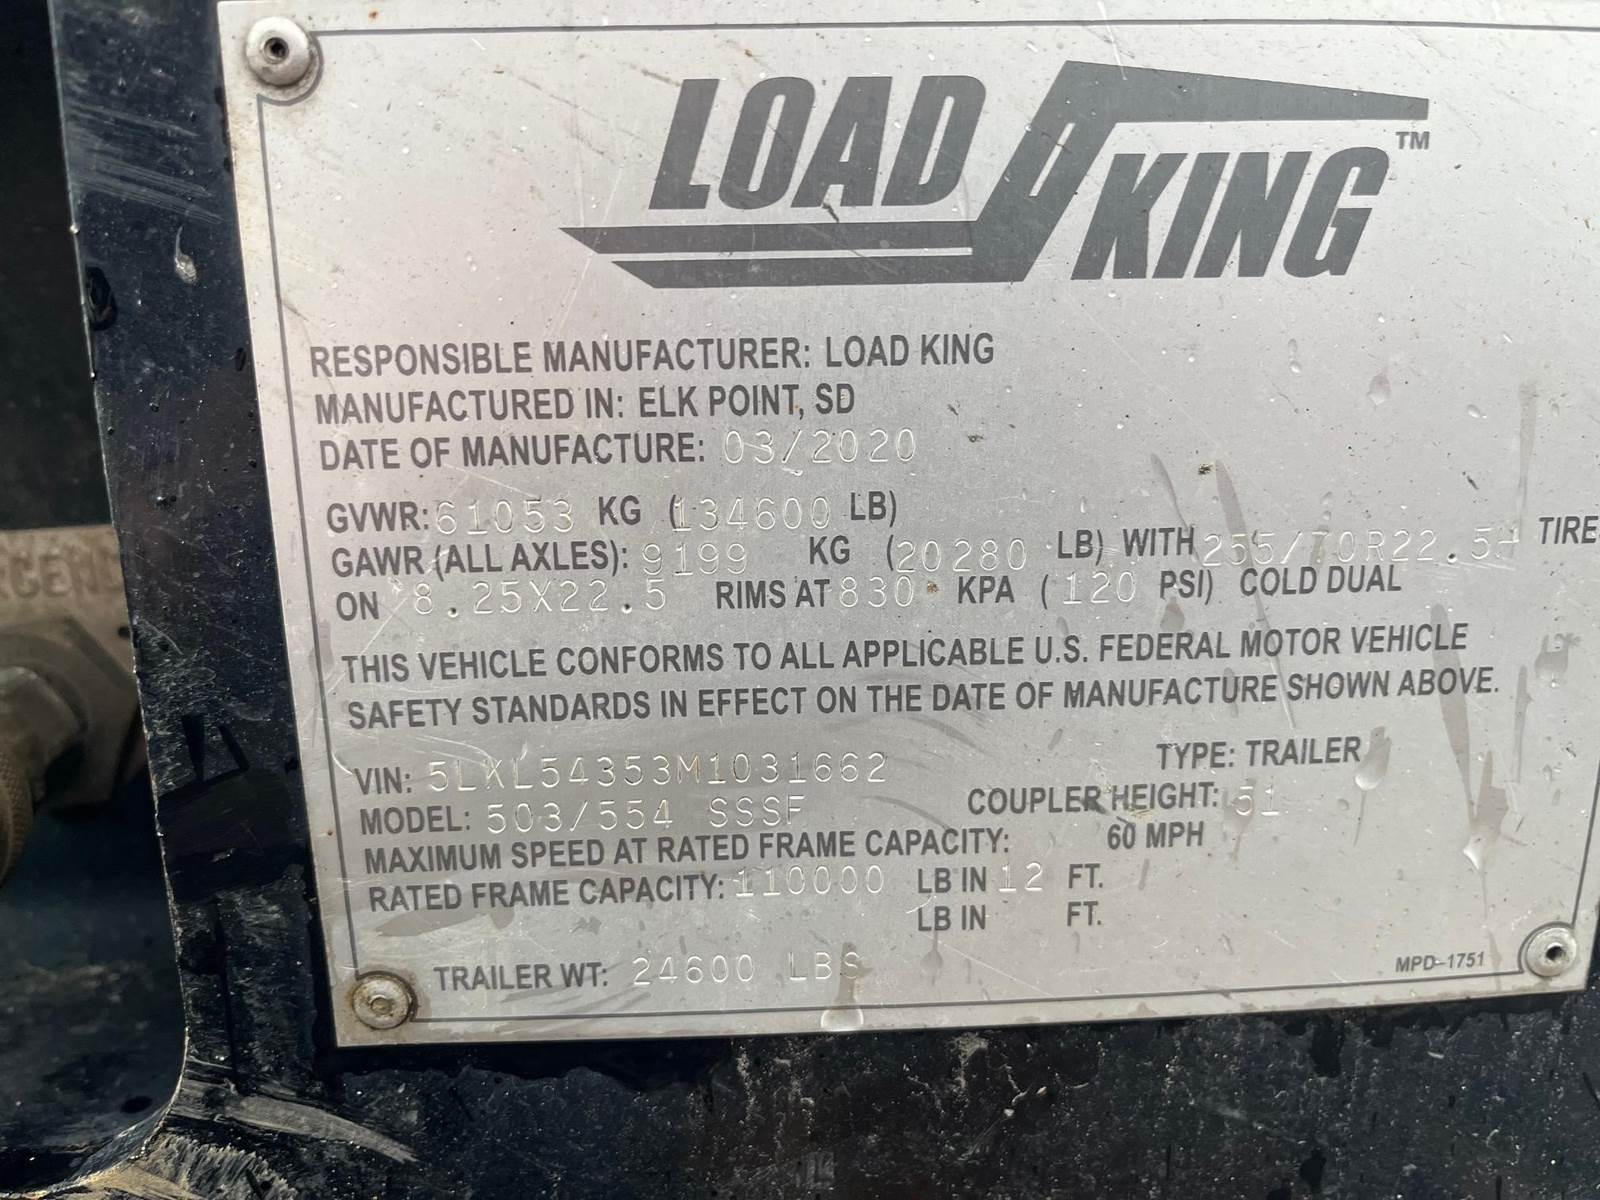 LOAD KING™
RESPONSIBLE MANUFACTURER: LOAD KING
MANUFACTURED IN: ELK POINT, SD
DATE OF MANUFACTURE: 03/2020
GVWR: 61053 KG (134600 LB)
GAWR (ALL AXLES): 9199 KG (20280 LB) WITH 255/70R22.5H TIRE
ON 8.25X22.5 RIMS AT 830 KPA (120 PSI) COLD DUAL
THIS VEHICLE CONFORMS TO ALL APPLICABLE U.S. FEDERAL MOTOR VEHICLE
SAFETY STANDARDS IN EFFECT ON THE DATE OF MANUFACTURE SHOWN ABOVE.
VIN: 5LKL54353M1031662 TYPE: TRAILER
MODEL: 503/554 SSSF COUPLER HEIGHT: 51
MAXIMUM SPEED AT RATED FRAME CAPACITY: 60 MPH
RATED FRAME CAPACITY: 110000 LB IN 12 FT.
LB IN FT.
TRAILER WT: 24600 LBS
MPD-1751